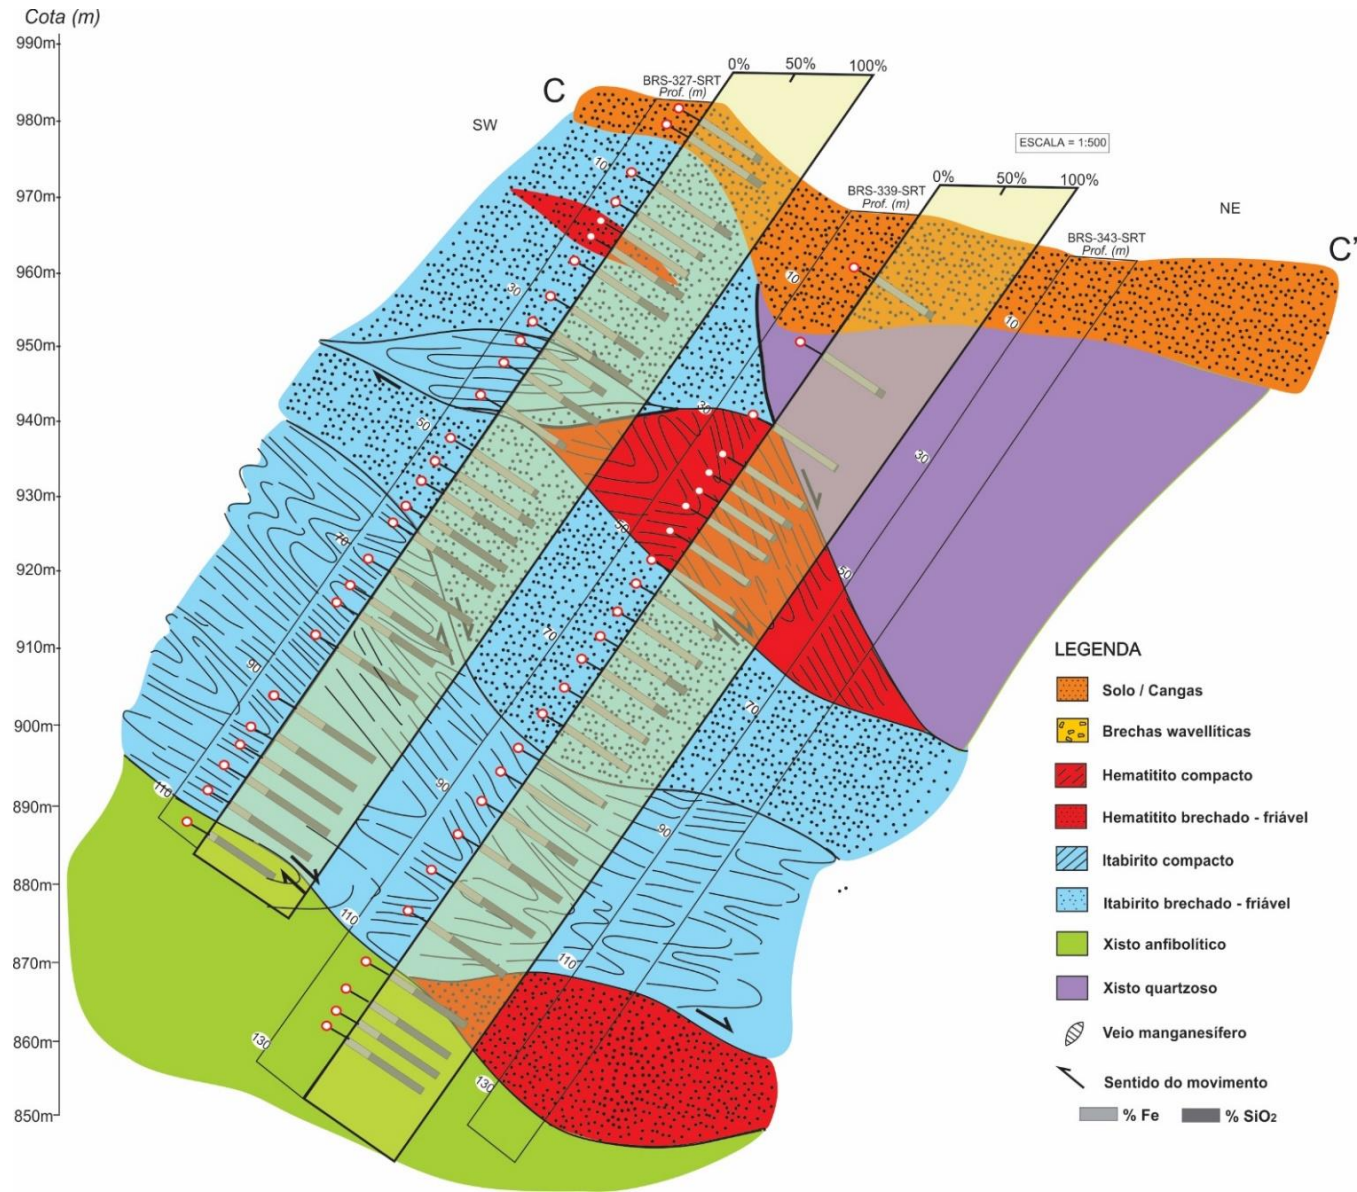 Cota (m)
990m
980m
970m
960m
950m
940m
930m
920m
910m
900m
890m
880m
870m
860m
850m
C
SW
BRS-327-SRT
Prof. (m)
0% 50% 100%
ESCALA = 1:500
BRS-339-SRT
Prof. (m)
0% 50% 100%
BRS-343-SRT
Prof. (m)
NE
C'
10
30
50
70
90
110
10
30
50
70
90
110
130
10
30
50
70
90
110
130
LEGENDA
Solo / Cangas
Brechas wavellíticas
Hematitito compacto
Hematitito brechado - friável
Itabirito compacto
Itabirito brechado - friável
Xisto anfibolítico
Xisto quartzoso
Veio manganesífero
Sentido do movimento
% Fe % SiO2